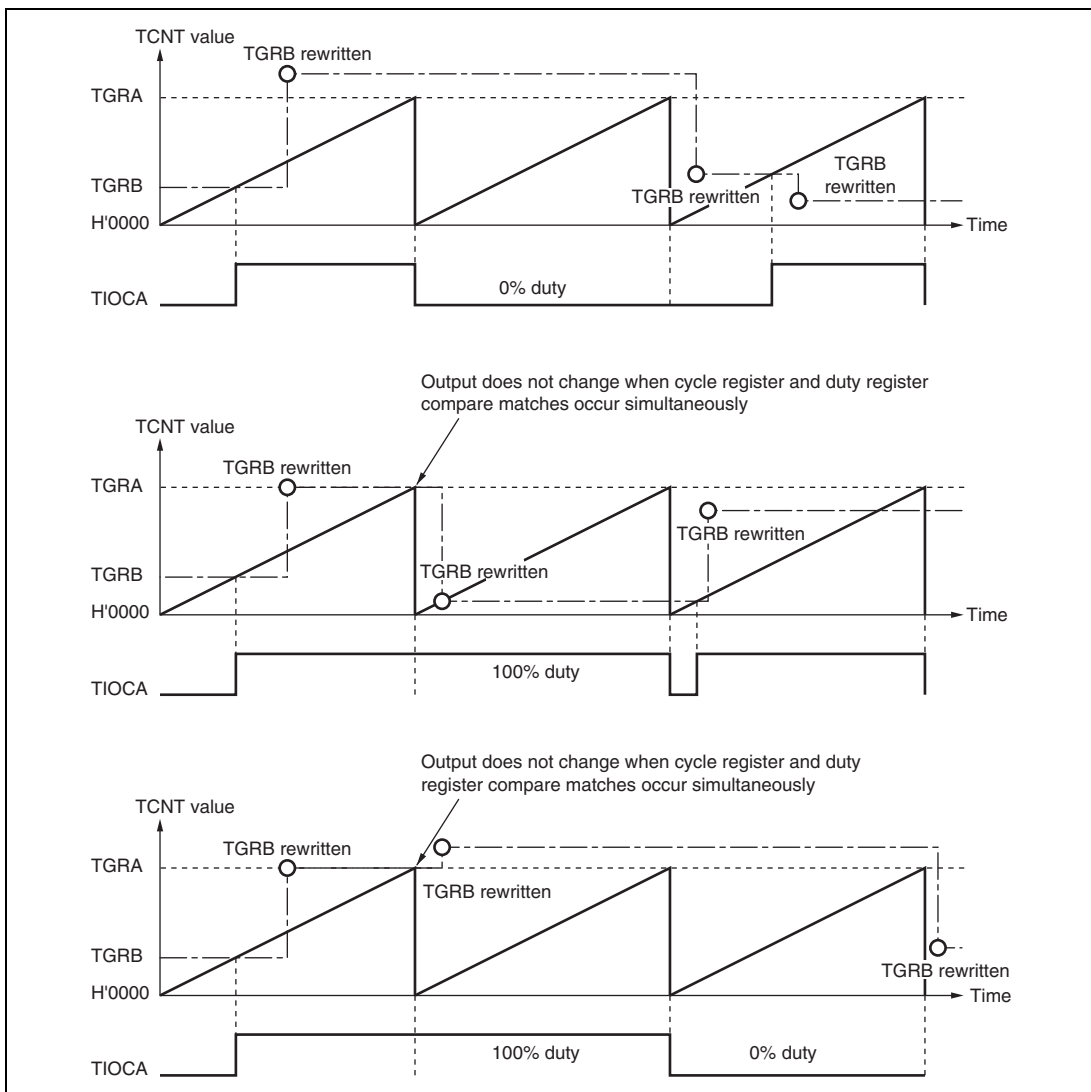 TCNT value
TGRB rewritten
TGRA
TGRB
TGRB
rewritten
TGRB rewritten
H'0000
Time
0% duty
TIOCA
Output does not change when cycle register and duty register
compare matches occur simultaneously
TCNT value
TGRB rewritten
TGRA
TGRB rewritten
TGRB
TGRB rewritten
H'0000
Time
100% duty
TIOCA
Output does not change when cycle register and duty
register compare matches occur simultaneously
TCNT value
TGRB rewritten
TGRA
TGRB rewritten
TGRB
TGRB rewritten
H'0000
Time
100% duty
0% duty
TIOCA